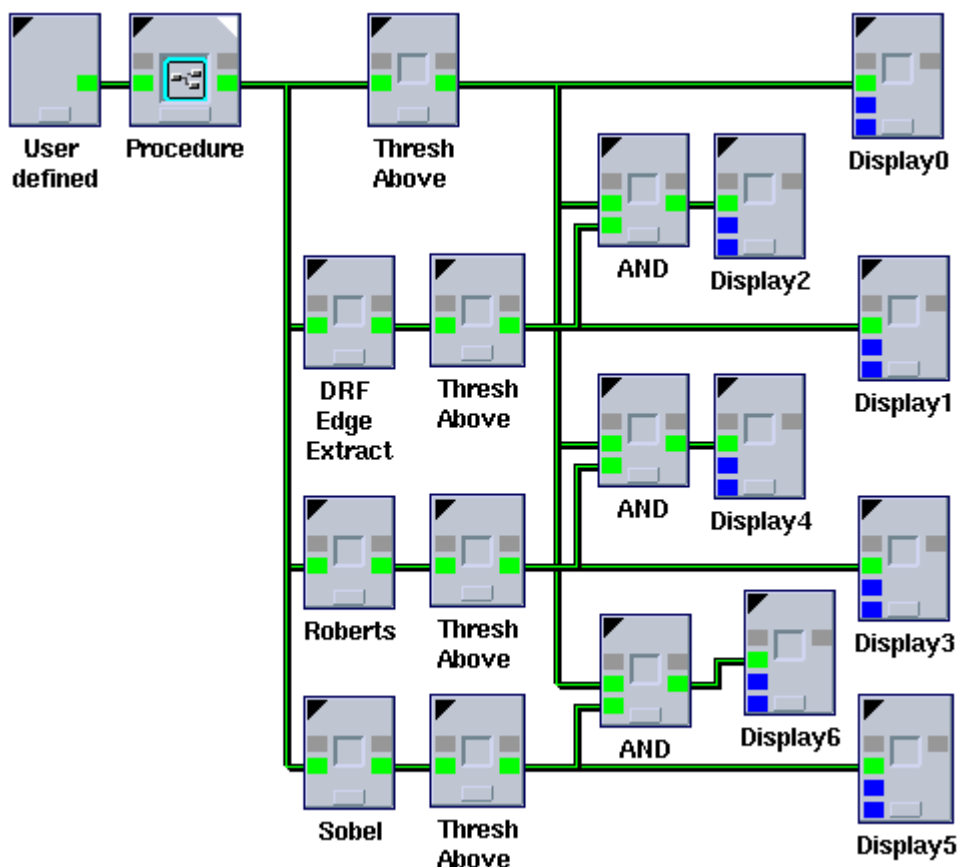 User
defined
Procedure
Thresh
Above
Display0
AND
Display2
DRF
Edge
Extract
Thresh
Above
Display1
AND
Display4
Roberts
Thresh
Above
Display3
AND
Display6
Sobel
Thresh
Above
Display5